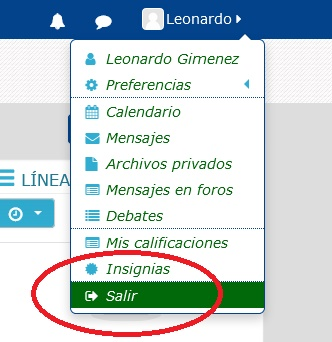 Leonardo
Leonardo Gimenez
Preferencias
Calendario
Mensajes
Archivos privados
LÍNEA
Mensajes en foros
Debates
Mis calificaciones
Insignias
Salir